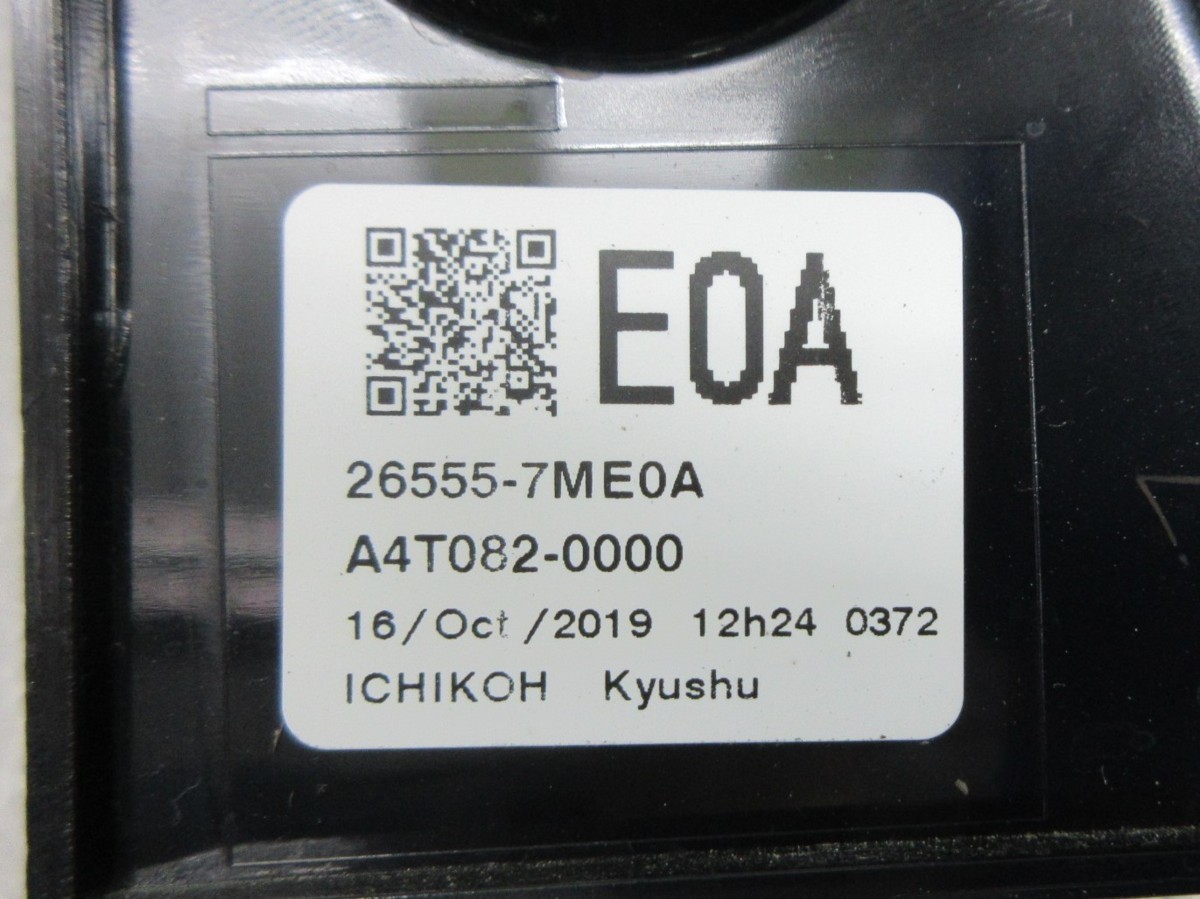 E0A
26555-7ME0A
A4T082-0000
16/Oct/2019 12h24 0372
ICHIKOH Kyushu